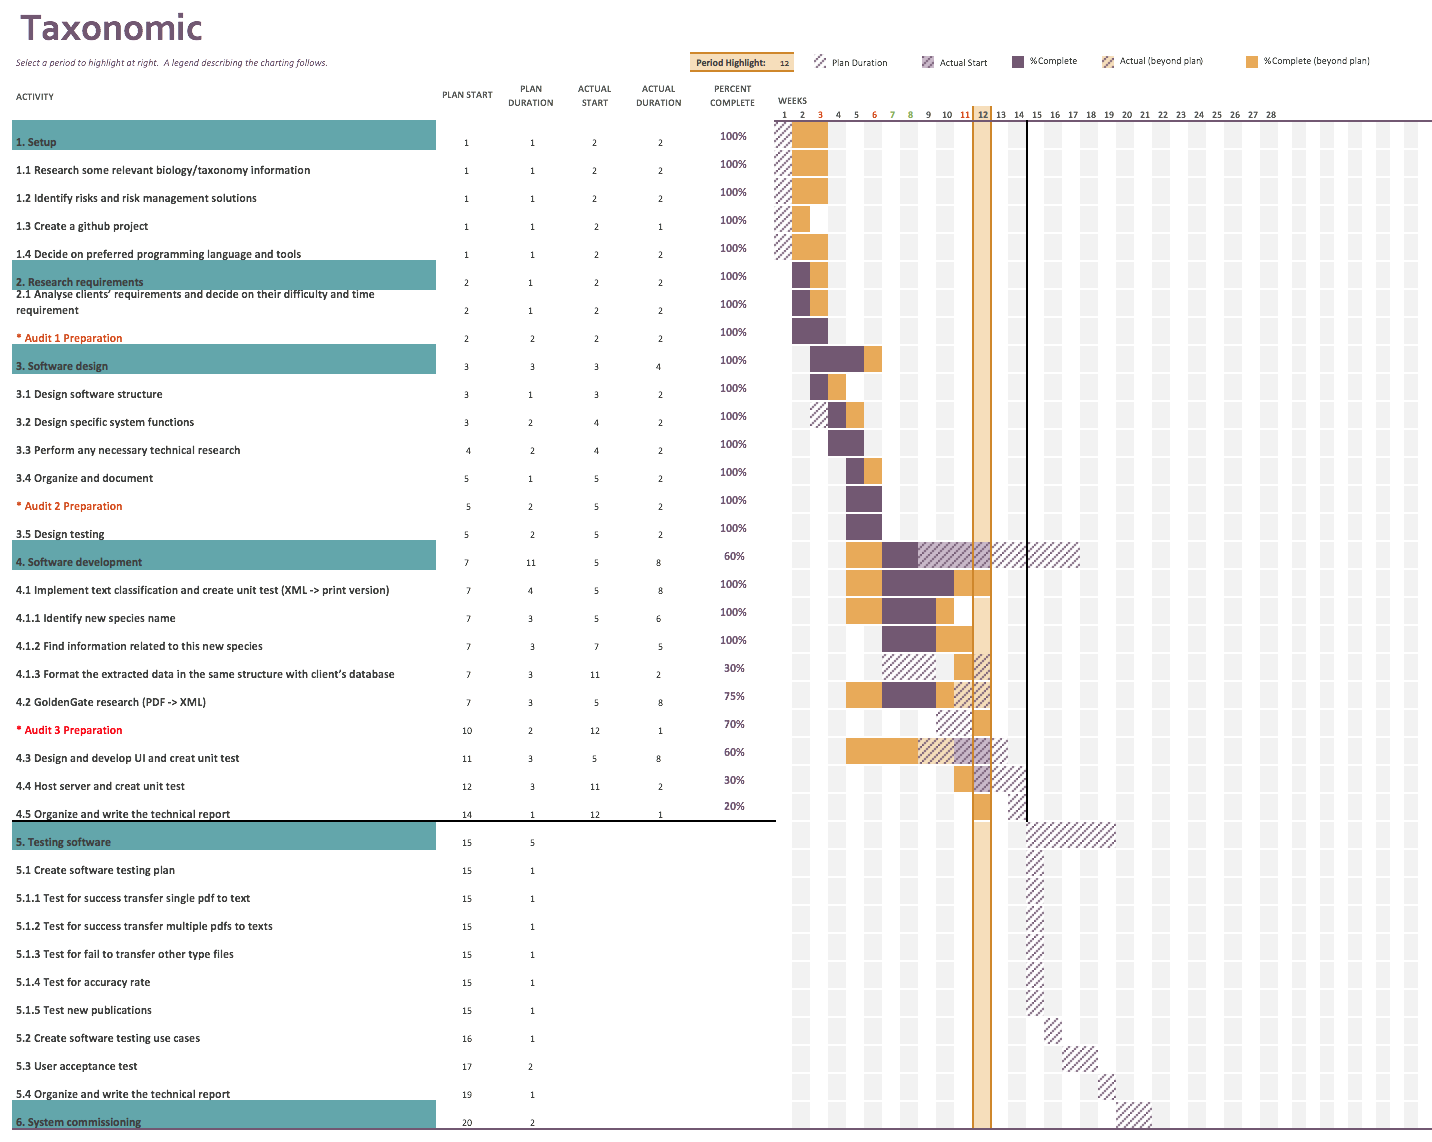 Taxonomic
Select a period to highlight at right.  A legend describing the charting follows.
Period Highlight: 12
Plan Duration
Actual Start
%Complete
Actual (beyond plan)
%Complete (beyond plan)
ACTIVITY PLAN START PLAN DURATION ACTUAL START ACTUAL DURATION PERCENT COMPLETE WEEKS
1 2 3 4 5 6 7 8 9 10 11 12 13 14 15 16 17 18 19 20 21 22 23 24 25 26 27 28
1. Setup 1 1 2 2 100%
1.1 Research some relevant biology/taxonomy information 1 1 2 2 100%
1.2 Identify risks and risk management solutions 1 1 2 2 100%
1.3 Create a github project 1 1 2 1 100%
1.4 Decide on preferred programming language and tools 1 1 2 2 100%
2. Research requirements 2 1 2 2 100%
2.1 Analyse clients' requirements and decide on their difficulty and time
requirement 2 1 2 2 100%
* Audit 1 Preparation 2 2 2 2 100%
3. Software design 3 3 3 4 100%
3.1 Design software structure 3 1 3 2 100%
3.2 Design specific system functions 3 2 4 2 100%
3.3 Perform any necessary technical research 4 2 4 2 100%
3.4 Organize and document 5 1 5 2 100%
* Audit 2 Preparation 5 2 5 2 100%
3.5 Design testing 5 2 5 2 100%
4. Software development 7 11 5 8 60%
4.1 Implement text classification and create unit test (XML -> print version) 7 4 5 8 100%
4.1.1 Identify new species name 7 3 5 6 100%
4.1.2 Find information related to this new species 7 3 7 5 100%
4.1.3 Format the extracted data in the same structure with client's database 7 3 11 2 30%
4.2 GoldenGate research (PDF -> XML) 7 3 5 8 75%
* Audit 3 Preparation 10 2 12 1 70%
4.3 Design and develop UI and creat unit test 11 3 5 8 60%
4.4 Host server and creat unit test 12 3 11 2 30%
4.5 Organize and write the technical report 14 1 12 1 20%
5. Testing software 15 5
5.1 Create software testing plan 15 1
5.1.1 Test for success transfer single pdf to text 15 1
5.1.2 Test for success transfer multiple pdfs to texts 15 1
5.1.3 Test for fail to transfer other type files 15 1
5.1.4 Test for accuracy rate 15 1
5.1.5 Test new publications 15 1
5.2 Create software testing use cases 16 1
5.3 User acceptance test 17 2
5.4 Organize and write the technical report 19 1
6. System commissioning 20 2